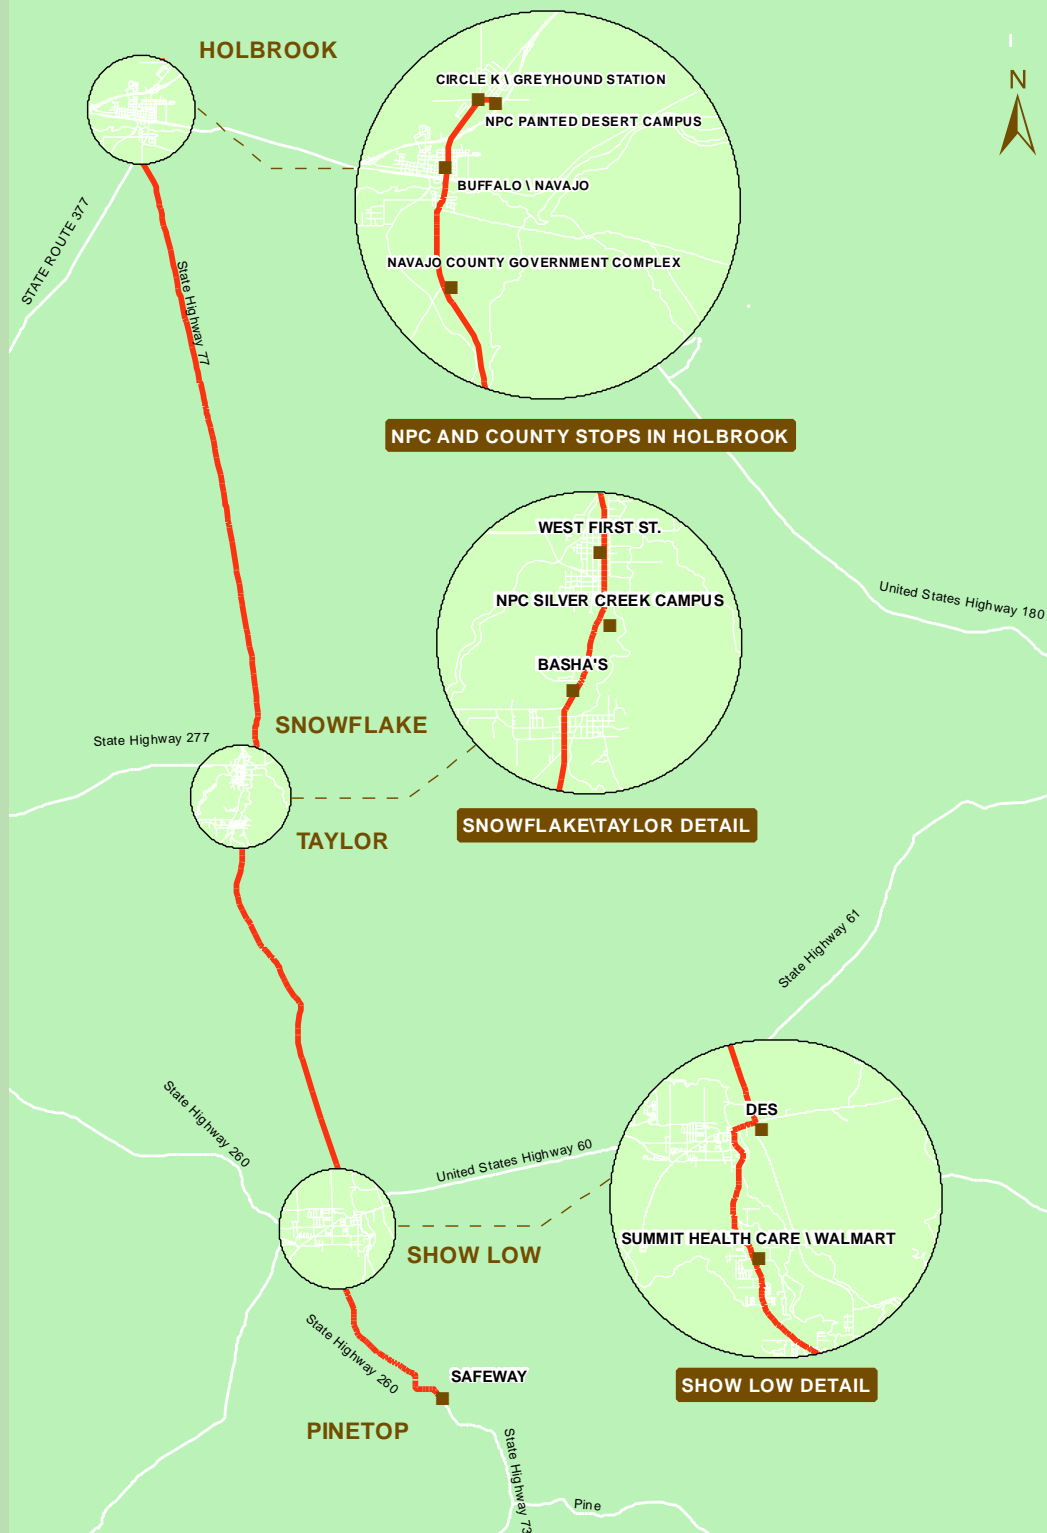 HOLBROOK
CIRCLE K \ GREYHOUND STATION
N
NPC PAINTED DESERT CAMPUS
BUFFALO \ NAVAJO
STATE ROUTE 377
State Highway 77
NAVAJO COUNTY GOVERNMENT COMPLEX
NPC AND COUNTY STOPS IN HOLBROOK
WEST FIRST ST.
NPC SILVER CREEK CAMPUS
United States Highway 180
BASHA'S
SNOWFLAKE
State Highway 277
SNOWFLAKE\TAYLOR DETAIL
TAYLOR
State Highway 61
State Highway 260
DES
United States Highway 60
SUMMIT HEALTH CARE \ WALMART
SHOW LOW
State Highway 260
SAFEWAY
SHOW LOW DETAIL
PINETOP
State Highway 73
Pine